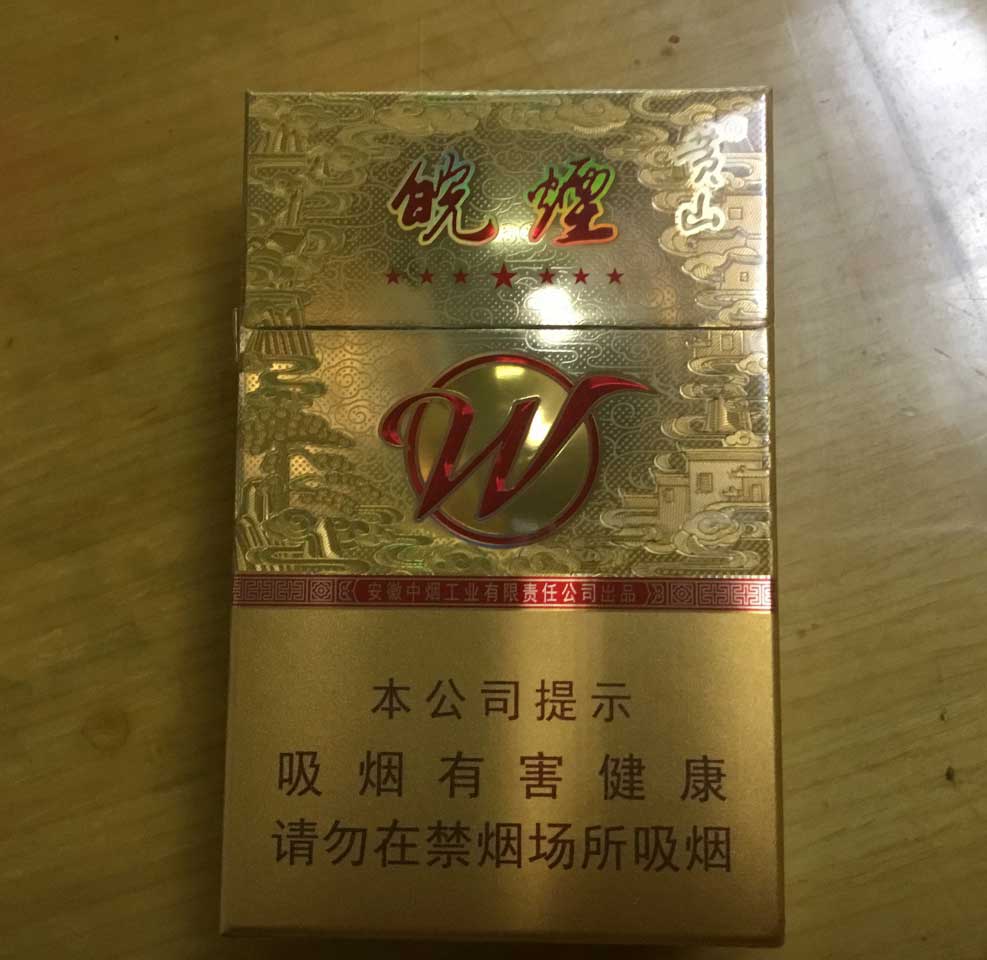 皖煙
黄山
W
安徽中烟工业有限责任公司出品
本公司提示
吸烟有害健康
请勿在禁烟场所吸烟